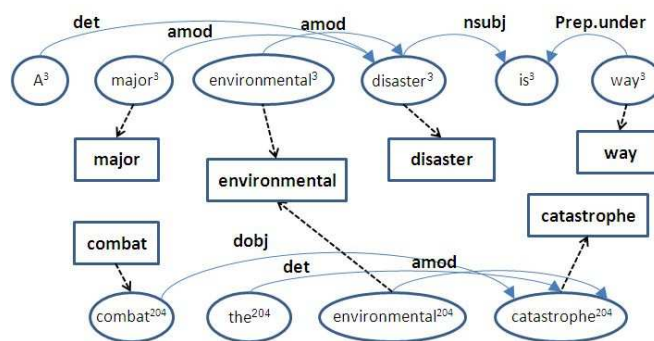 det amod amod nsubj Prep.under
A³ major³ environmental³ disaster³ is³ way³
major environmental disaster way
combat catastrophe
dobj det amod
combat²⁰⁴ the²⁰⁴ environmental²⁰⁴ catastrophe²⁰⁴